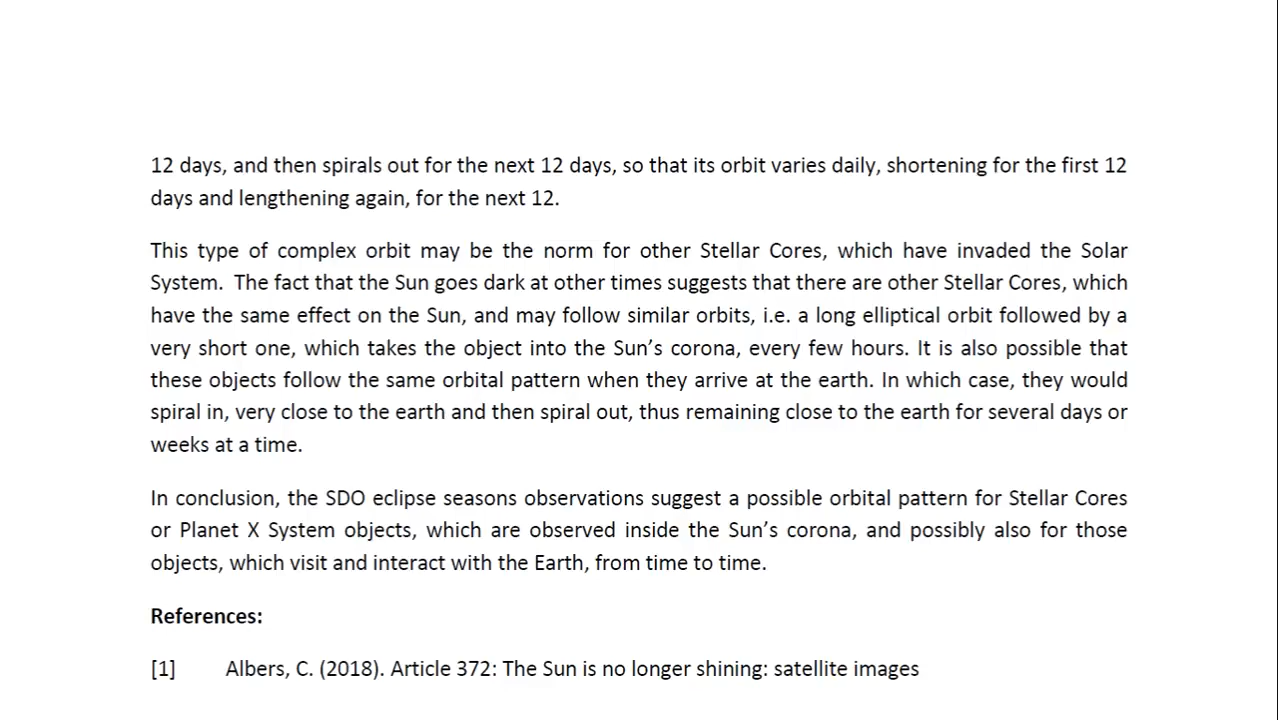 12 days, and then spirals out for the next 12 days, so that its orbit varies daily, shortening for the first 12
days and lengthening again, for the next 12.
This type of complex orbit may be the norm for other Stellar Cores, which have invaded the Solar
System. The fact that the Sun goes dark at other times suggests that there are other Stellar Cores, which
have the same effect on the Sun, and may follow similar orbits, i.e. a long elliptical orbit followed by a
very short one, which takes the object into the Sun's corona, every few hours. It is also possible that
these objects follow the same orbital pattern when they arrive at the earth. In which case, they would
spiral in, very close to the earth and then spiral out, thus remaining close to the earth for several days or
weeks at a time.
In conclusion, the SDO eclipse seasons observations suggest a possible orbital pattern for Stellar Cores
or Planet X System objects, which are observed inside the Sun's corona, and possibly also for those
objects, which visit and interact with the Earth, from time to time.
References:
[1] Albers, C. (2018). Article 372: The Sun is no longer shining: satellite images